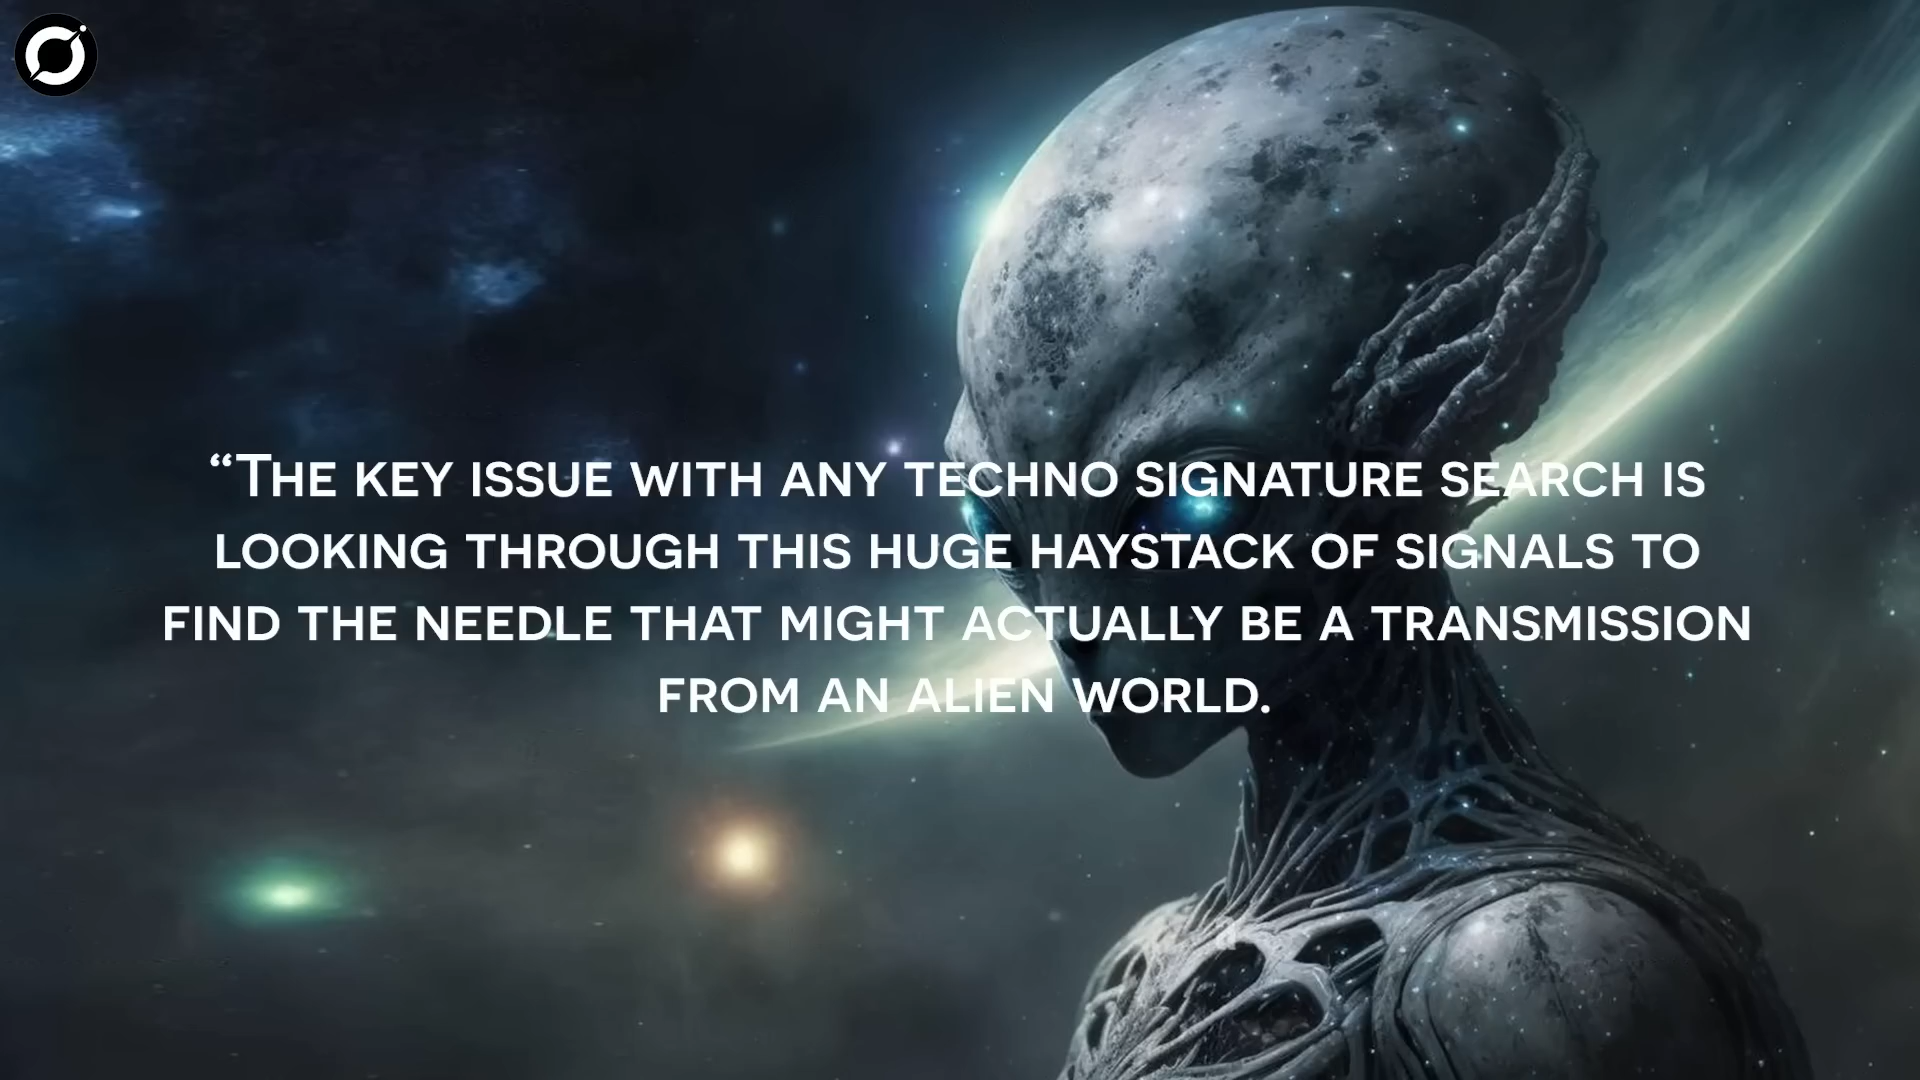 “The key issue with any techno signature search is
looking through this huge haystack of signals to
find the needle that might actually be a transmission
from an alien world.